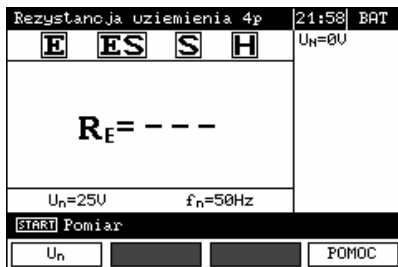 Rezystancja uziemienia 4p 21:58 BAT
E ES S H
U_N=0V
R_E= - - -
U_n=25V f_n=50Hz
START Pomiar
U_n POMOC